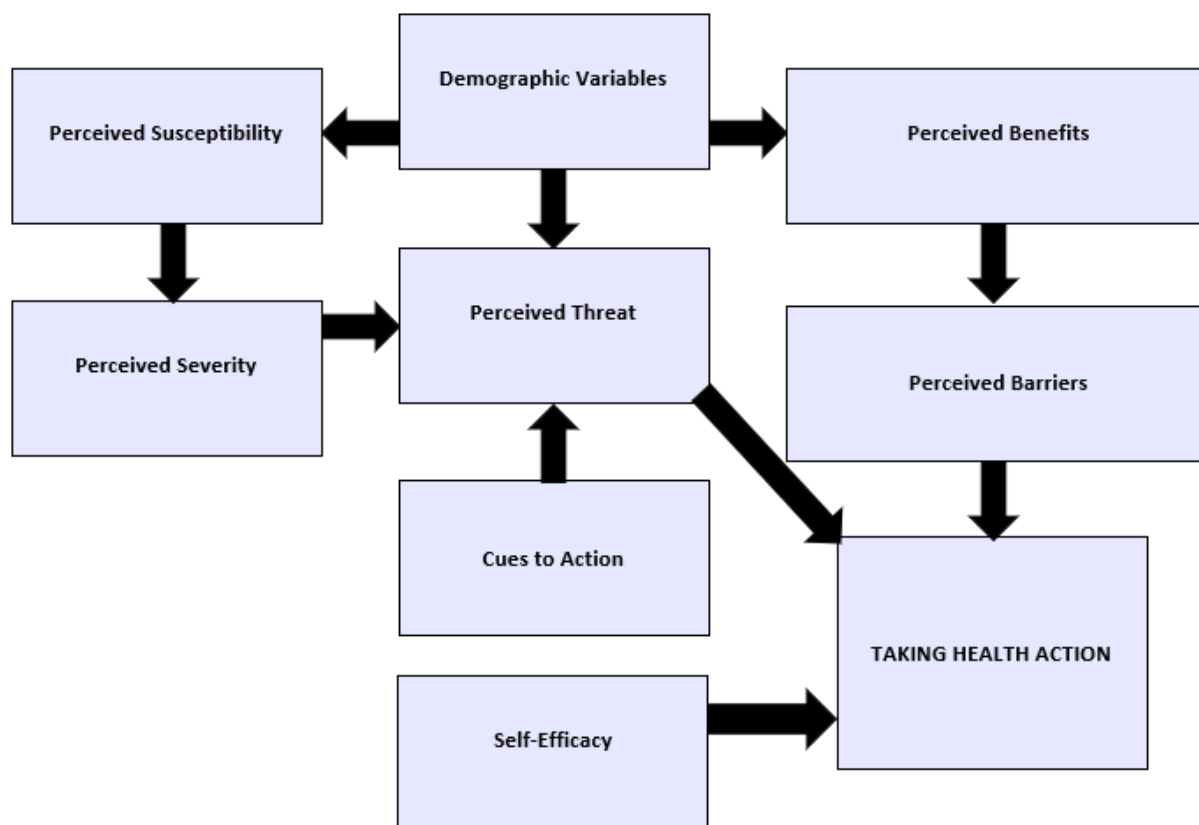 Demographic Variables
Perceived Susceptibility
Perceived Benefits
Perceived Threat
Perceived Severity
Perceived Barriers
Cues to Action
TAKING HEALTH ACTION
Self-Efficacy